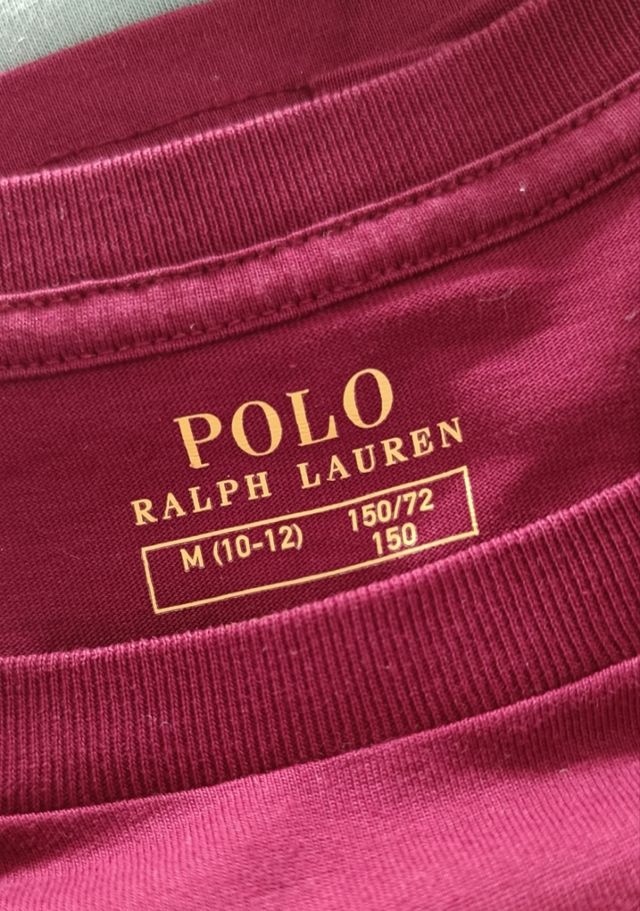 POLO
RALPH LAUREN
M (10-12) 150/72
150